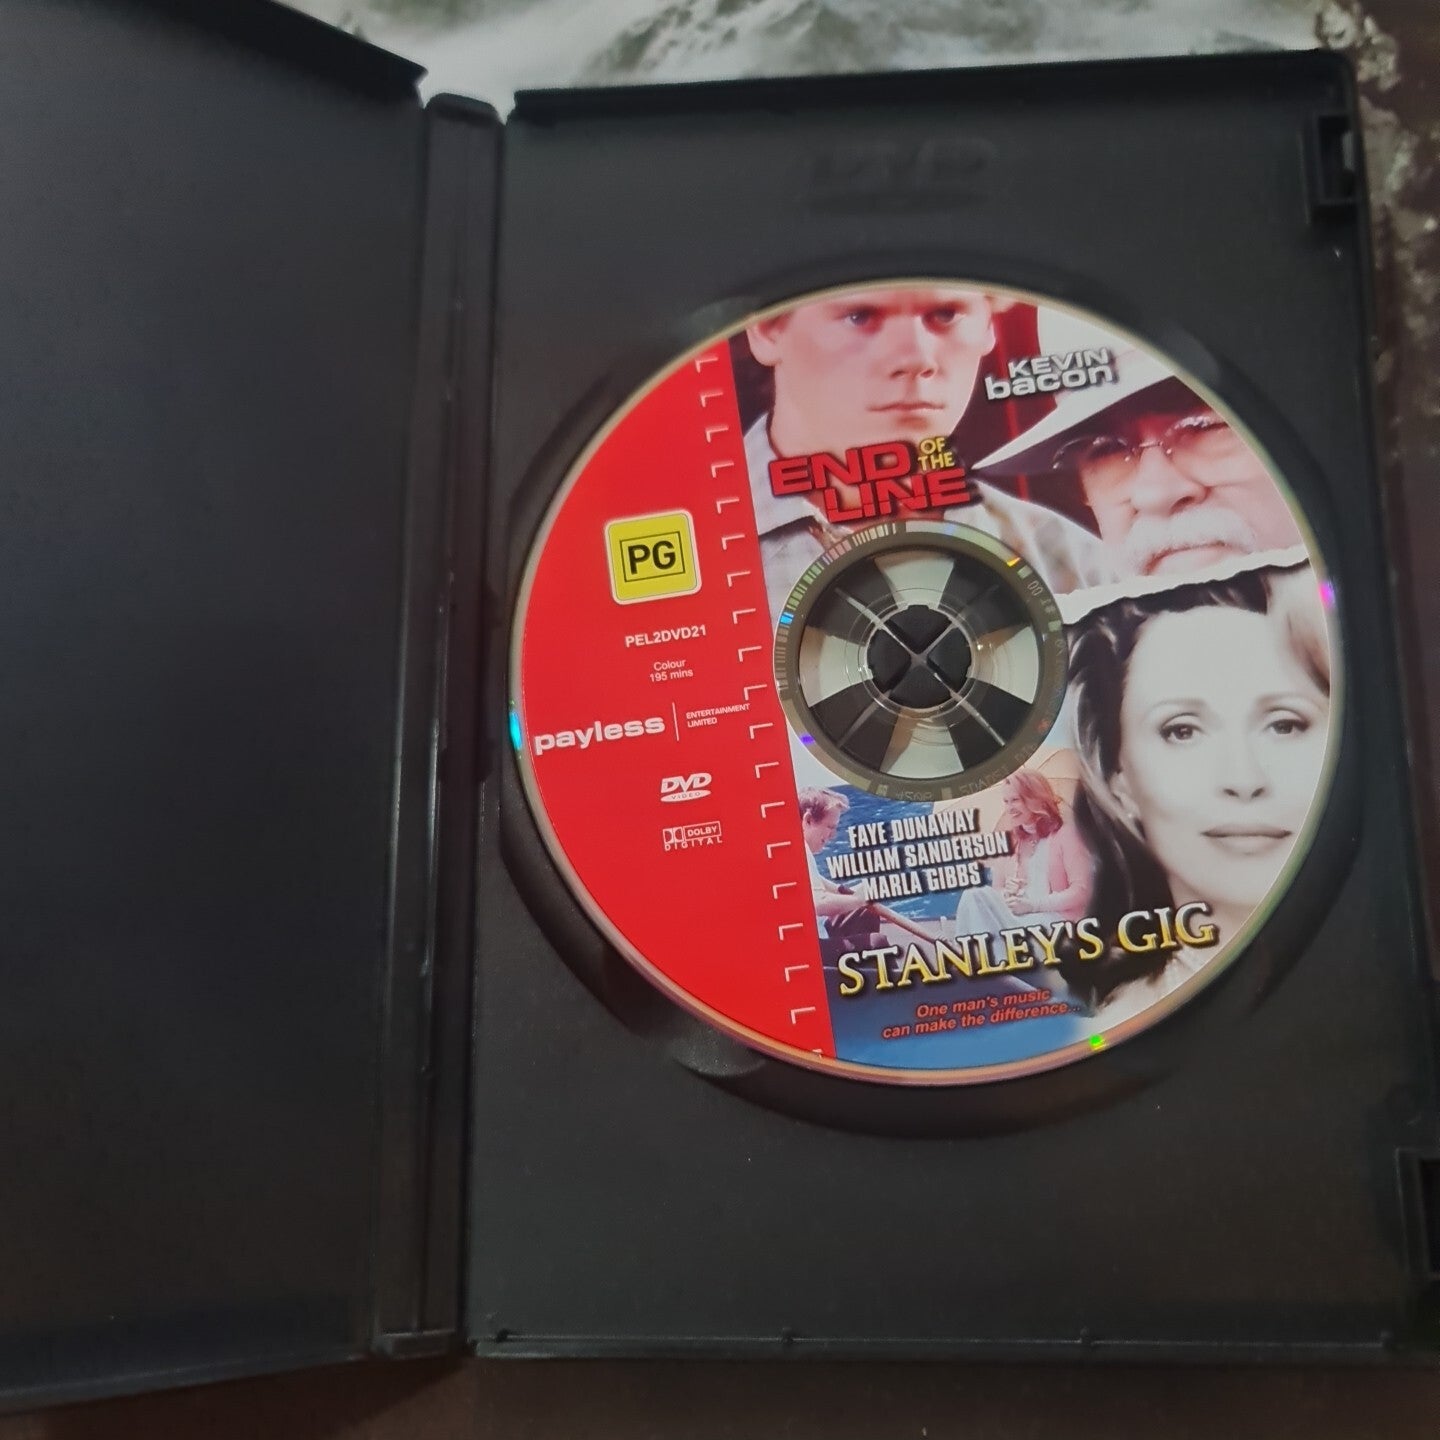 DVD
KEVIN
bacon
END OF THE
LINE
PG
PEL2DVD21
Colour
195 mins
payless
ENTERTAINMENT
LIMITED
DVD
VIDEO
DOLBY
DIGITAL
FAYE DUNAWAY
WILLIAM SANDERSON
MARLA GIBBS
STANLEY'S GIG
One man's music
can make the difference...